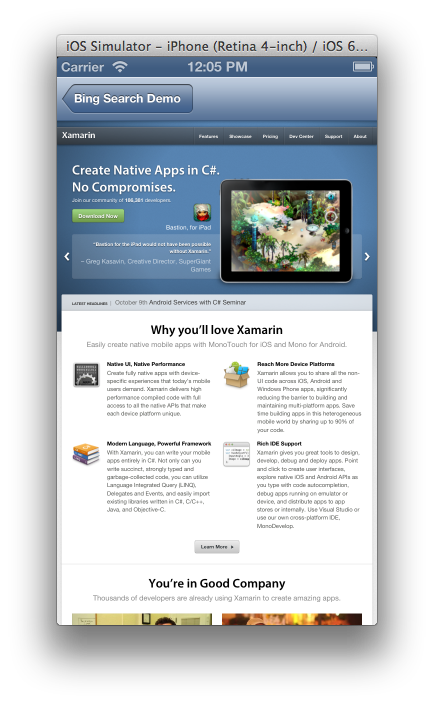 iOS Simulator - iPhone (Retina 4-inch) / iOS 6...
Carrier 12:05 PM
Bing Search Demo
Xamarin Features Showcase Pricing Dev Center Support About
Create Native Apps in C#.
No Compromises.
Join our community of 186,301 developers.
Download Now
Bastion, for iPad
"Bastion for the iPad would not have been possible
without Xamarin."
– Greg Kasavin, Creative Director, SuperGiant
Games
LATEST HEADLINES | October 9th Android Services with C# Seminar
Why you'll love Xamarin
Easily create native mobile apps with MonoTouch for iOS and Mono for Android.
Native UI, Native Performance
Create fully native apps with device-
specific experiences that today's mobile
users demand. Xamarin delivers high
performance compiled code with full
access to all the native APIs that make
each device platform unique.
Reach More Device Platforms
Xamarin allows you to share all the non-
UI code across iOS, Android and
Windows Phone apps, significantly
reducing the barrier to building and
maintaining multi-platform apps. Save
time building apps in this heterogeneous
mobile world by sharing up to 90% of
your code.
Modern Language, Powerful Framework
With Xamarin, you can write your mobile
apps entirely in C#. Not only can you
write succinct, strongly typed and
garbage-collected code; you can utilize
Language Integrated Query (LINQ),
Delegates and Events, and easily import
existing libraries written in C#, C/C++,
Java, and Objective-C.
Rich IDE Support
Xamarin gives you great tools to design,
develop, debug and deploy apps. Point
and click to create user interfaces,
explore native iOS and Android APIs as
you type with code autocompletion,
debug apps running on emulator or
device, and distribute apps to app
stores or internally. Use Visual Studio or
use our own cross-platform IDE,
MonoDevelop.
Learn More
You're in Good Company
Thousands of developers are already using Xamarin to create amazing apps.